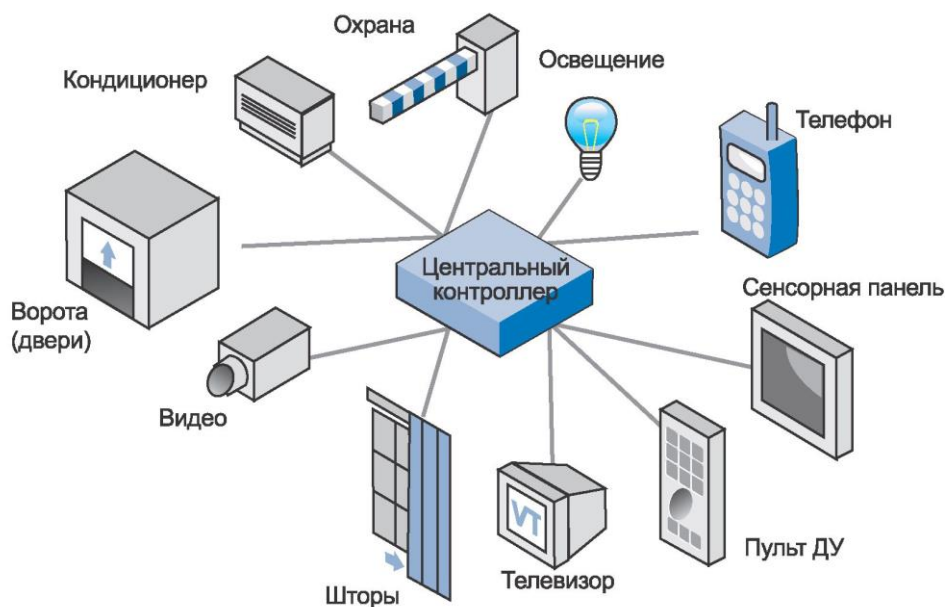 Охрана
Кондиционер
Освещение
Телефон
Центральный
контроллер
Сенсорная панель
Ворота
(двери)
Видео
VT
Пульт ДУ
Телевизор
Шторы